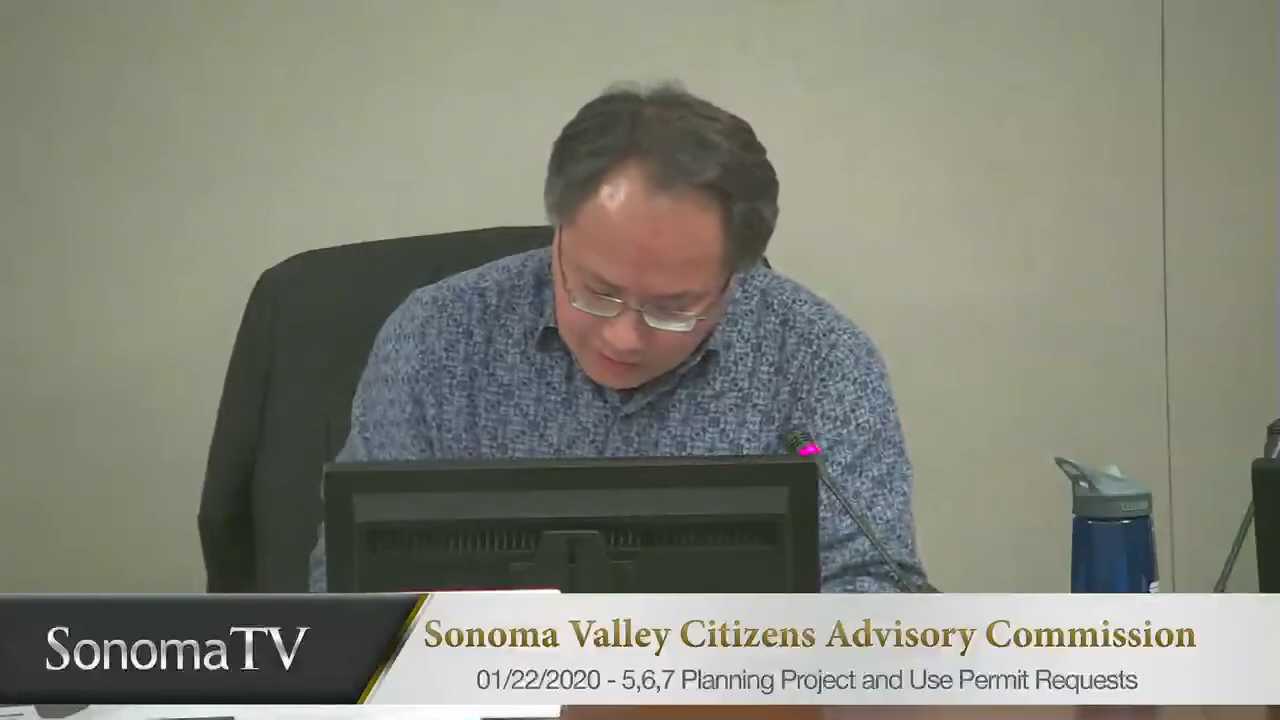 SonomaTV
Sonoma Valley Citizens Advisory Commission
01/22/2020 - 5,6,7 Planning Project and Use Permit Requests